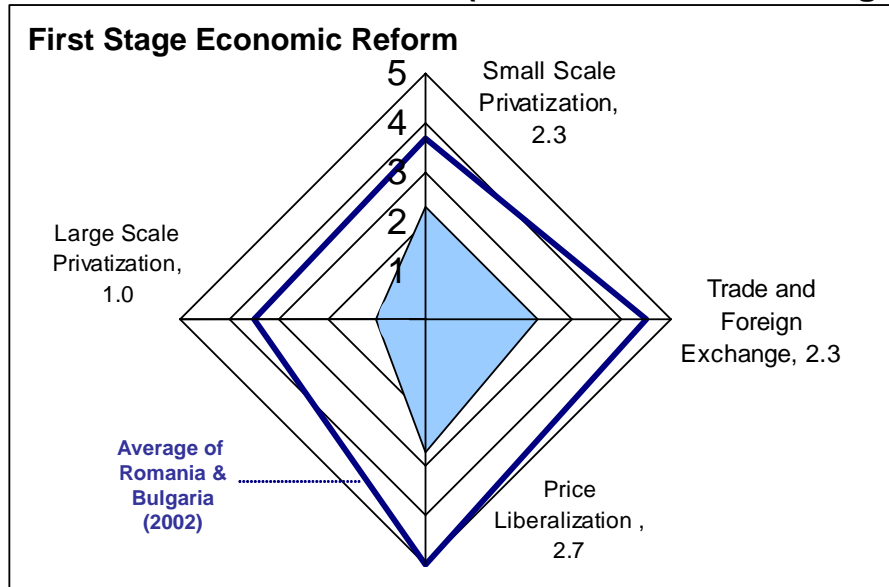 First Stage Economic Reform
5
4
3
2
1
Small Scale
Privatization,
2.3
Large Scale
Privatization,
1.0
Trade and
Foreign
Exchange, 2.3
Average of
Romania &
Bulgaria
(2002)
Price
Liberalization ,
2.7